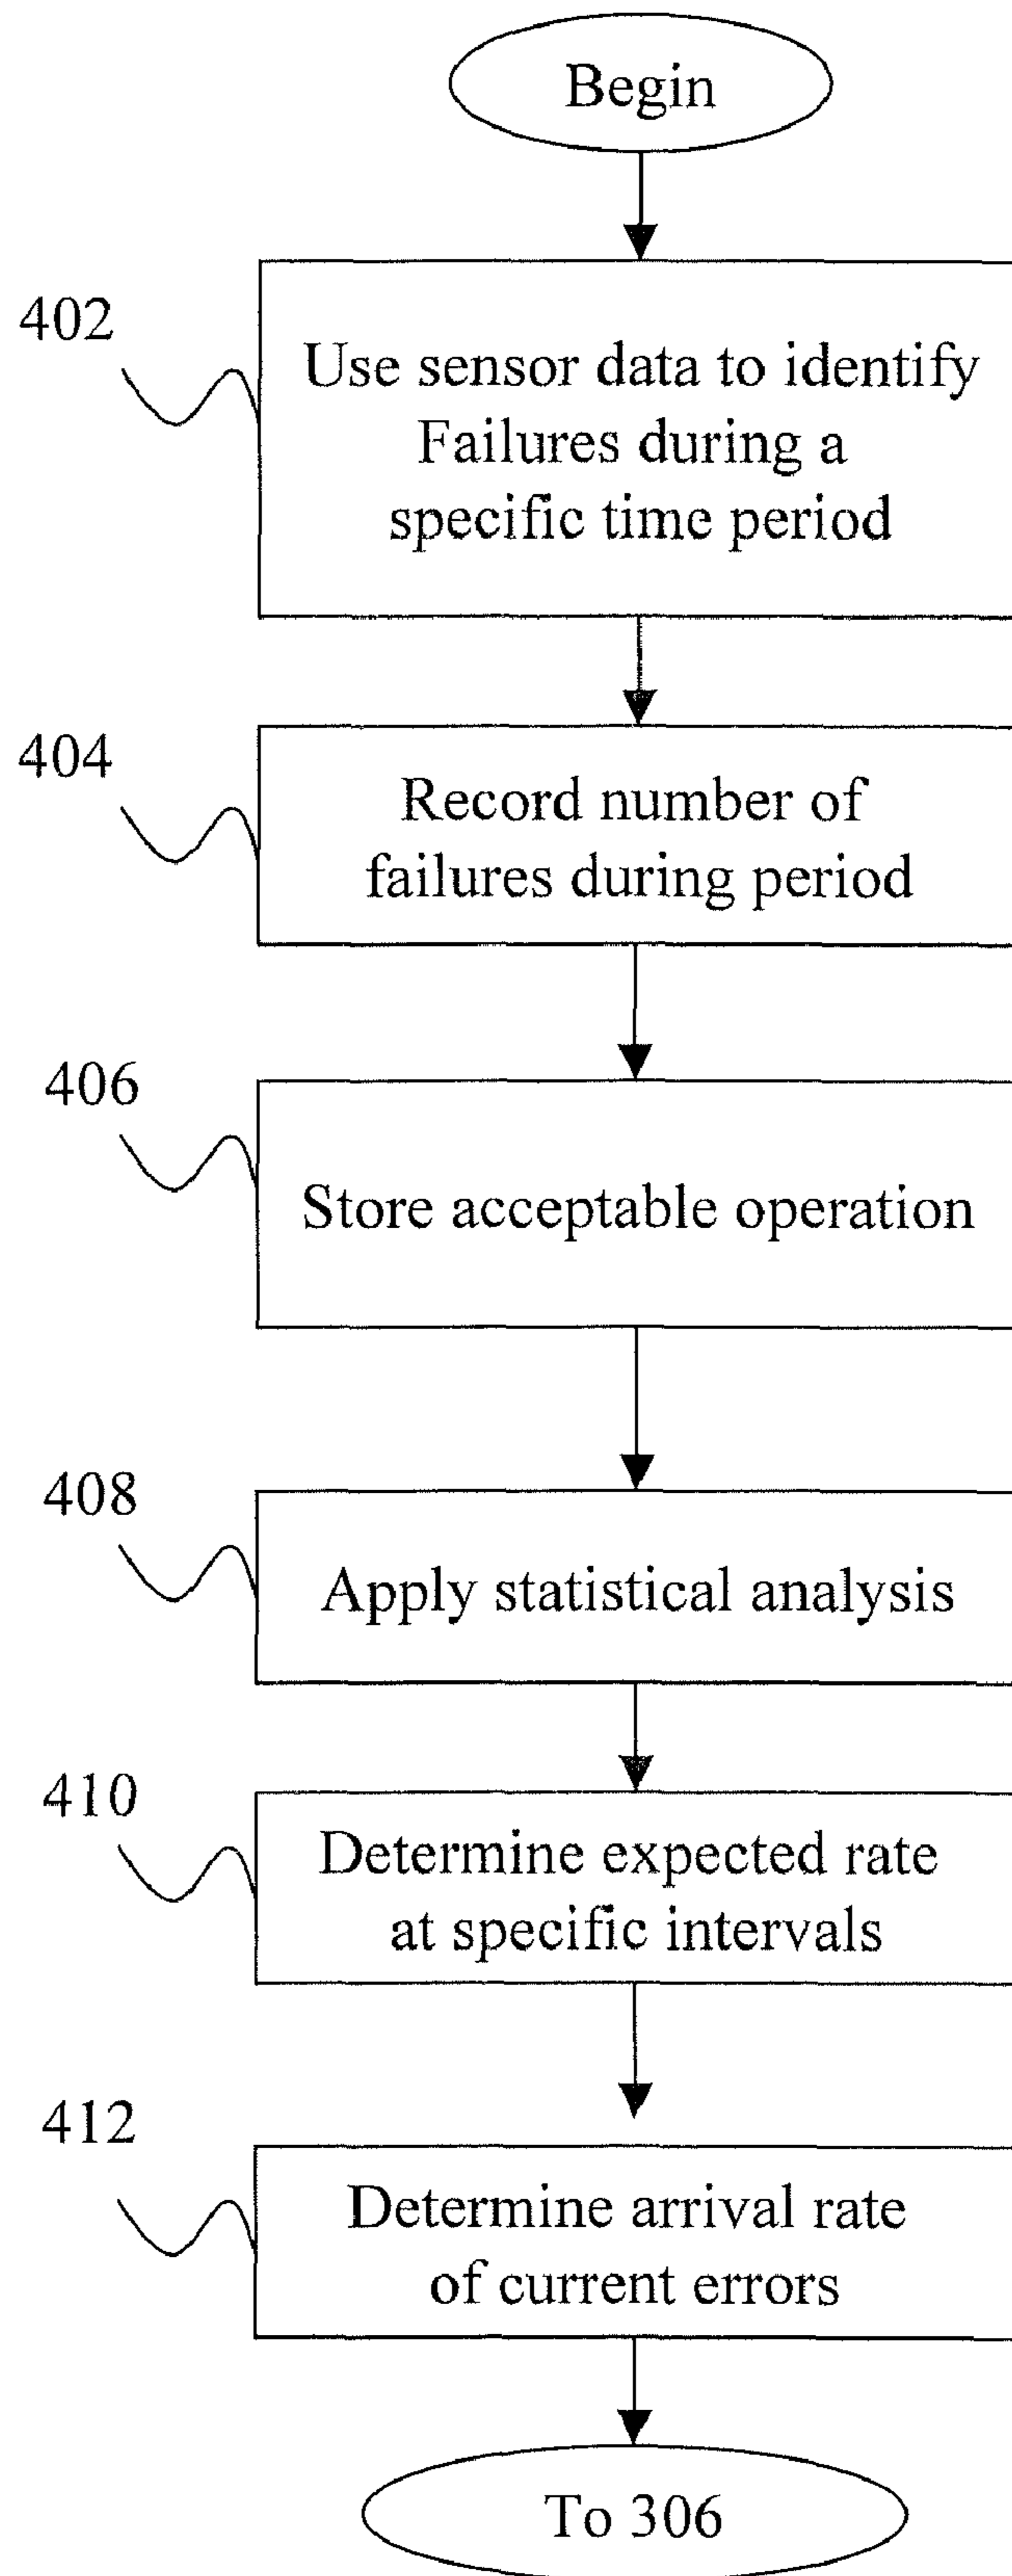 Begin
402
Use sensor data to identify
Failures during a
specific time period
404
Record number of
failures during period
406
Store acceptable operation
408
Apply statistical analysis
410
Determine expected rate
at specific intervals
412
Determine arrival rate
of current errors
To 306